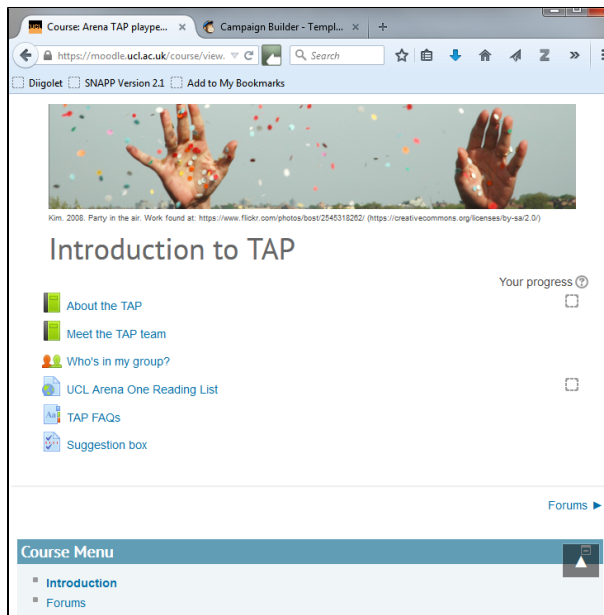 UCL Course: Arena TAP plaype... × Campaign Builder - Templ... × +
https://moodle.ucl.ac.uk/course/view. Search
Diigolet SNAPP Version 2.1 Add to My Bookmarks
Kim. 2008. Party in the air. Work found at: https://www.flickr.com/photos/bost/2545318262/ (https://creativecommons.org/licenses/by-sa/2.0/)
Introduction to TAP
Your progress
About the TAP
Meet the TAP team
Who's in my group?
UCL Arena One Reading List
TAP FAQs
Suggestion box
Forums ►
Course Menu
Introduction
Forums